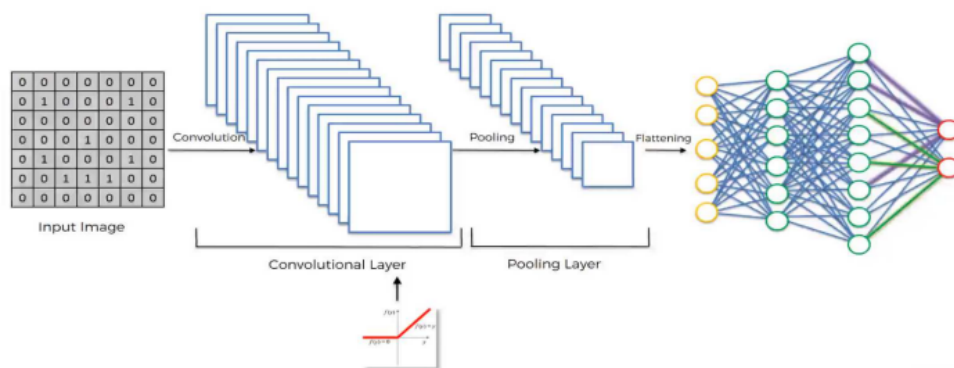 0 0 0 0 0 0 0
0 1 0 0 0 1 0
0 0 0 0 0 0 0
0 0 0 1 0 0 0
0 1 0 0 0 1 0
0 0 1 1 1 0 0
0 0 0 0 0 0 0
Input Image
Convolution
Convolutional Layer
Pooling
Pooling Layer
Flattening
f(y)
y